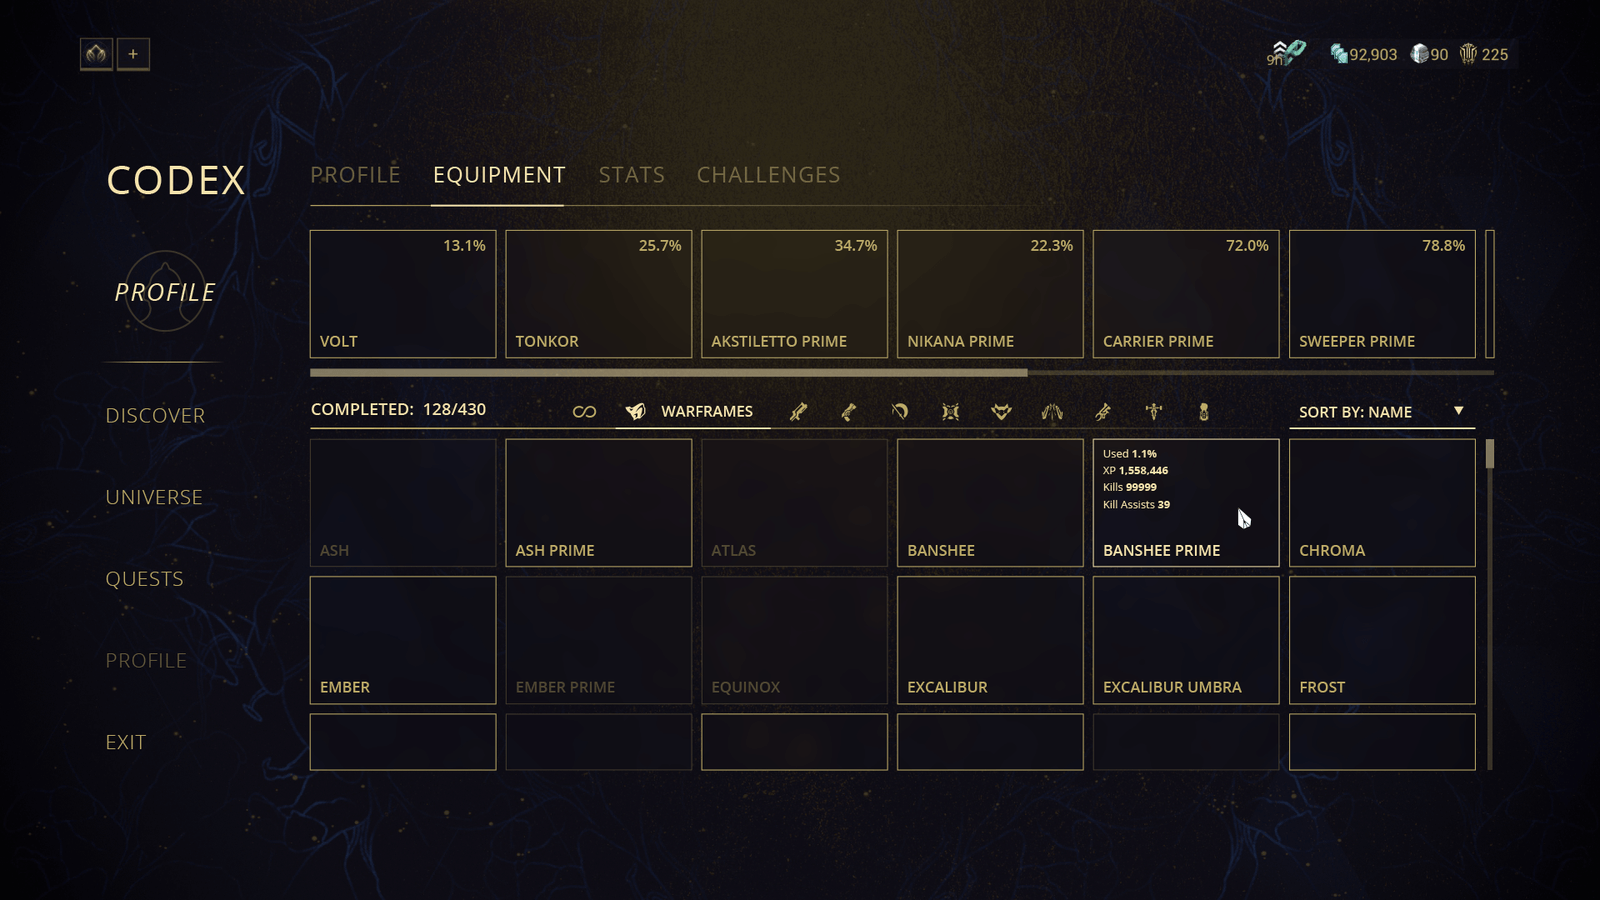 +
9h
92,903
90
225
CODEX
PROFILE
EQUIPMENT
STATS
CHALLENGES
PROFILE
13.1%
VOLT
25.7%
TONKOR
34.7%
AKSTILETTO PRIME
22.3%
NIKANA PRIME
72.0%
CARRIER PRIME
78.8%
SWEEPER PRIME
DISCOVER
UNIVERSE
QUESTS
PROFILE
EXIT
COMPLETED: 128/430
WARFRAMES
SORT BY: NAME
ASH
ASH PRIME
ATLAS
BANSHEE
Used 1.1%
XP 1,558,446
Kills 99999
Kill Assists 39
BANSHEE PRIME
CHROMA
EMBER
EMBER PRIME
EQUINOX
EXCALIBUR
EXCALIBUR UMBRA
FROST